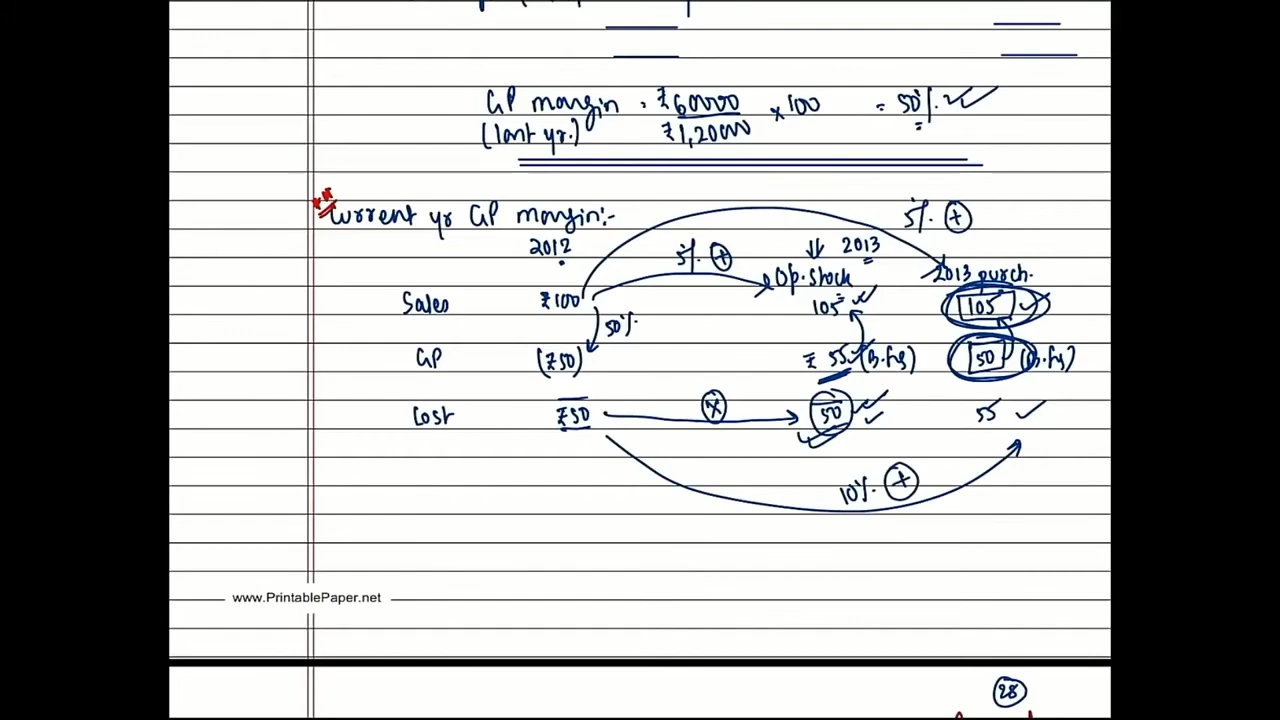 GP margin = ₹60000 × 100 = 50%
(last yr.) ₹1,20000
Current yr GP margin:-
5% +
2012 5% + 2013
Op. Stock 2013 purch.
Sales ₹100 105 105
50%
GP (₹50) ₹55 (B.fig) 50 (B.fig)
Cost ₹50 × 50 55
10% +
www.PrintablePaper.net
28